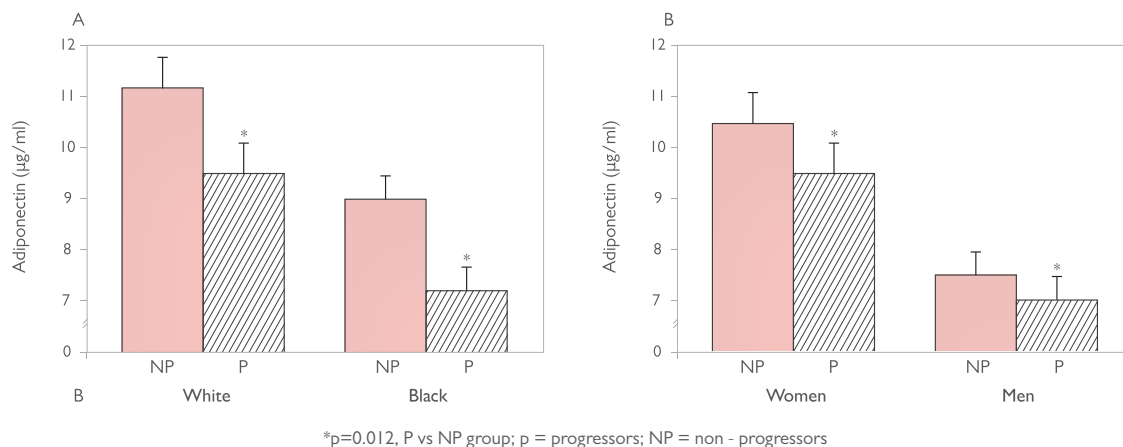 A
B
Adiponectin (µg/ml)
12
11
10
9
8
7
0
*
*
NP
P
NP
P
B
White
Black
Adiponectin (µg/ml)
12
11
10
9
8
7
0
*
*
NP
P
NP
P
Women
Men
*p=0.012, P vs NP group; p = progressors; NP = non - progressors